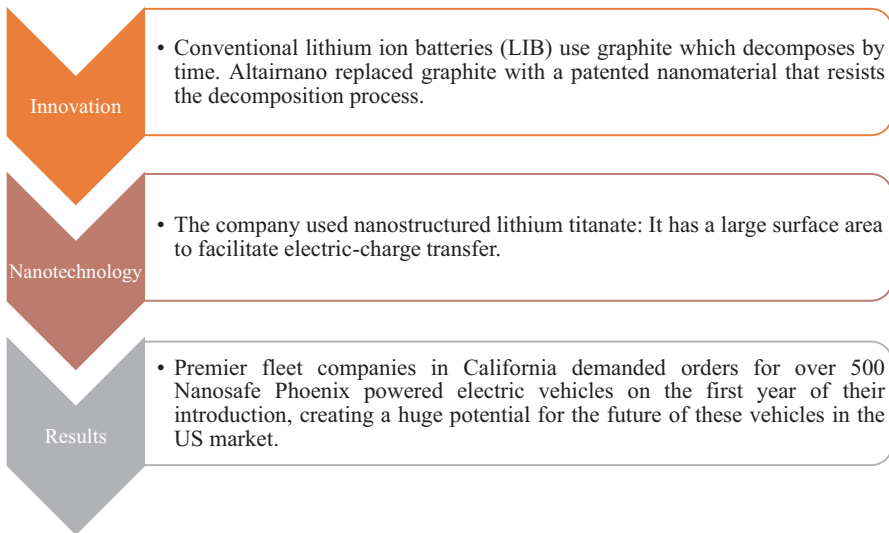 Innovation
• Conventional lithium ion batteries (LIB) use graphite which decomposes by
time. Altairnano replaced graphite with a patented nanomaterial that resists
the decomposition process.
Nanotechnology
• The company used nanostructured lithium titanate: It has a large surface area
to facilitate electric-charge transfer.
Results
• Premier fleet companies in California demanded orders for over 500
Nanosafe Phoenix powered electric vehicles on the first year of their
introduction, creating a huge potential for the future of these vehicles in the
US market.